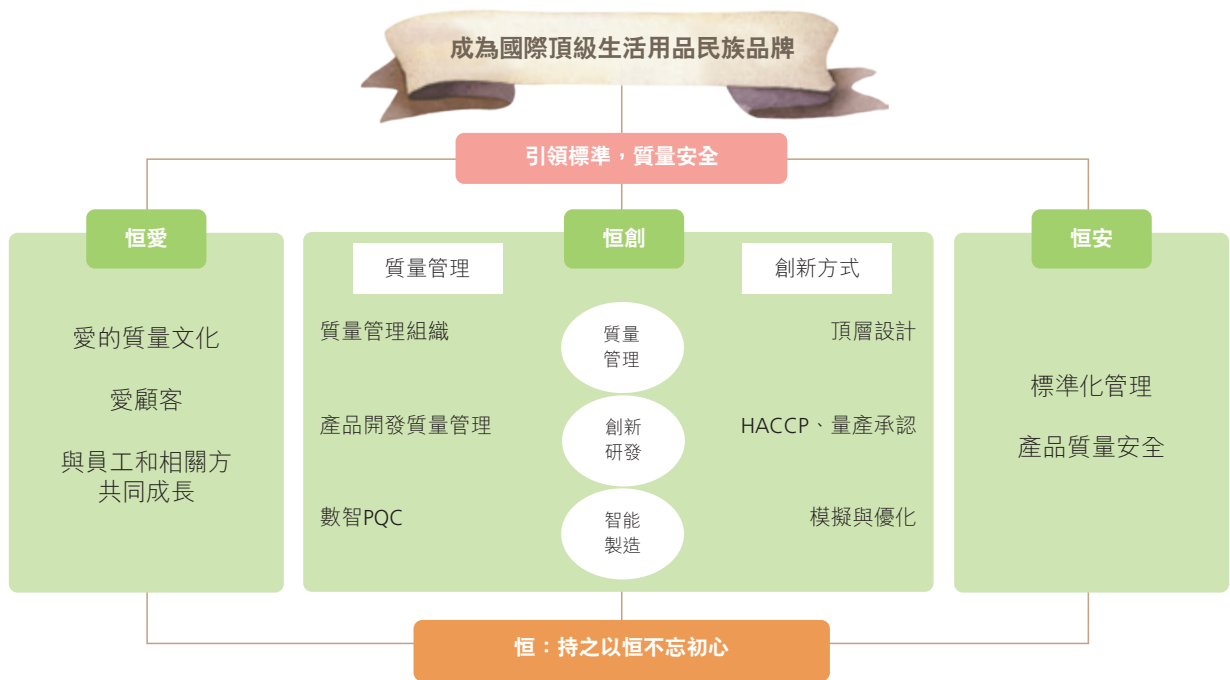 成為國際頂級生活用品民族品牌
引領標準，質量安全
恒愛
愛的質量文化
愛顧客
與員工和相關方
共同成長
恒創
質量管理
創新方式
質量管理組織
質量
管理
頂層設計
產品開發質量管理
創新
研發
HACCP、量產承認
數智PQC
智能
製造
模擬與優化
恒安
標準化管理
產品質量安全
恒：持之以恒不忘初心